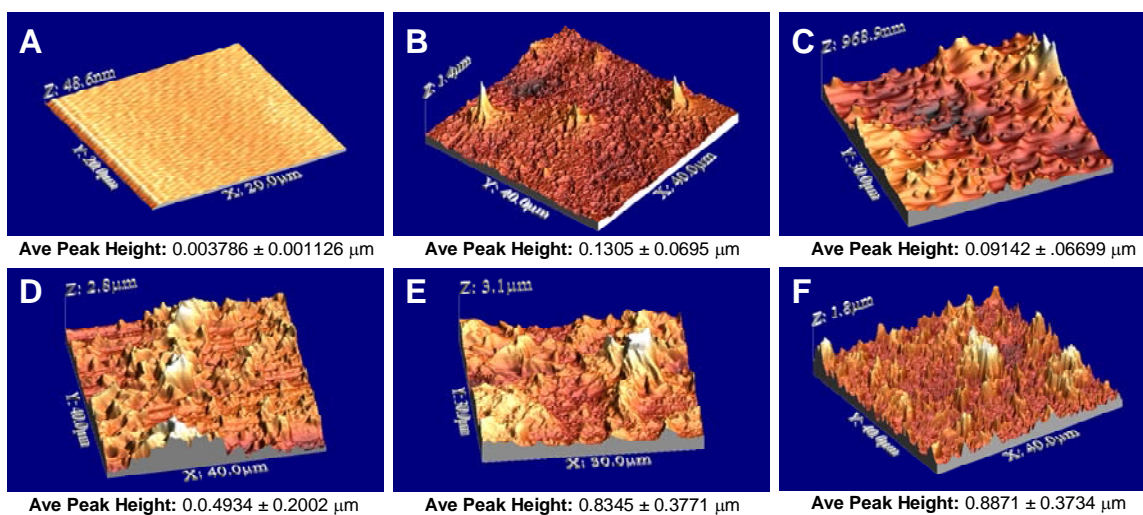 A
Z: 48.6nm
Y: 20.0µm
X: 20.0µm
Ave Peak Height: 0.003786 ± 0.001126 µm
B
Z: 1.4µm
Y: 40.0µm
X: 40.0µm
Ave Peak Height: 0.1305 ± 0.0695 µm
C
Z: 968.9nm
Y: 30.0µm
X: 30.0µm
Ave Peak Height: 0.09142 ± .06699 µm
D
Z: 2.8µm
Y: 40.0µm
X: 40.0µm
Ave Peak Height: 0.0.4934 ± 0.2002 µm
E
Z: 3.1µm
Y: 30.0µm
X: 30.0µm
Ave Peak Height: 0.8345 ± 0.3771 µm
F
Z: 1.8µm
Y: 40.0µm
X: 40.0µm
Ave Peak Height: 0.8871 ± 0.3734 µm